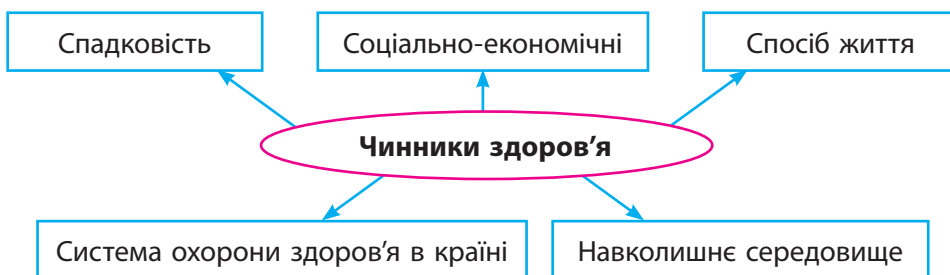 Спадковість
Соціально-економічні
Спосіб життя
Чинники здоров’я
Система охорони здоров’я в країні
Навколишнє середовище